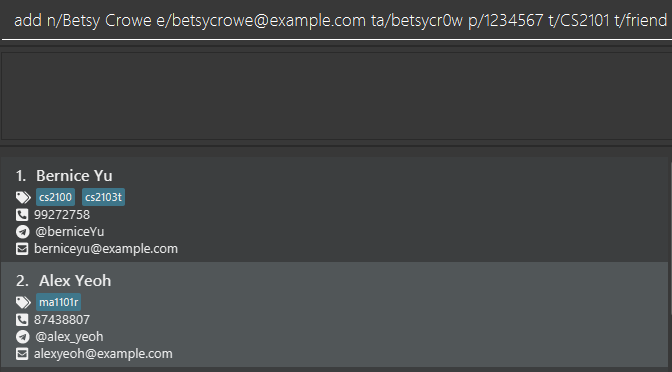 add n/Betsy Crowe e/betsycrowe@example.com ta/betsycr0w p/1234567 t/CS2101 t/friend
1. Bernice Yu
cs2100 cs2103t
99272758
@berniceYu
berniceyu@example.com
2. Alex Yeoh
ma1101r
87438807
@alex_yeoh
alexyeoh@example.com